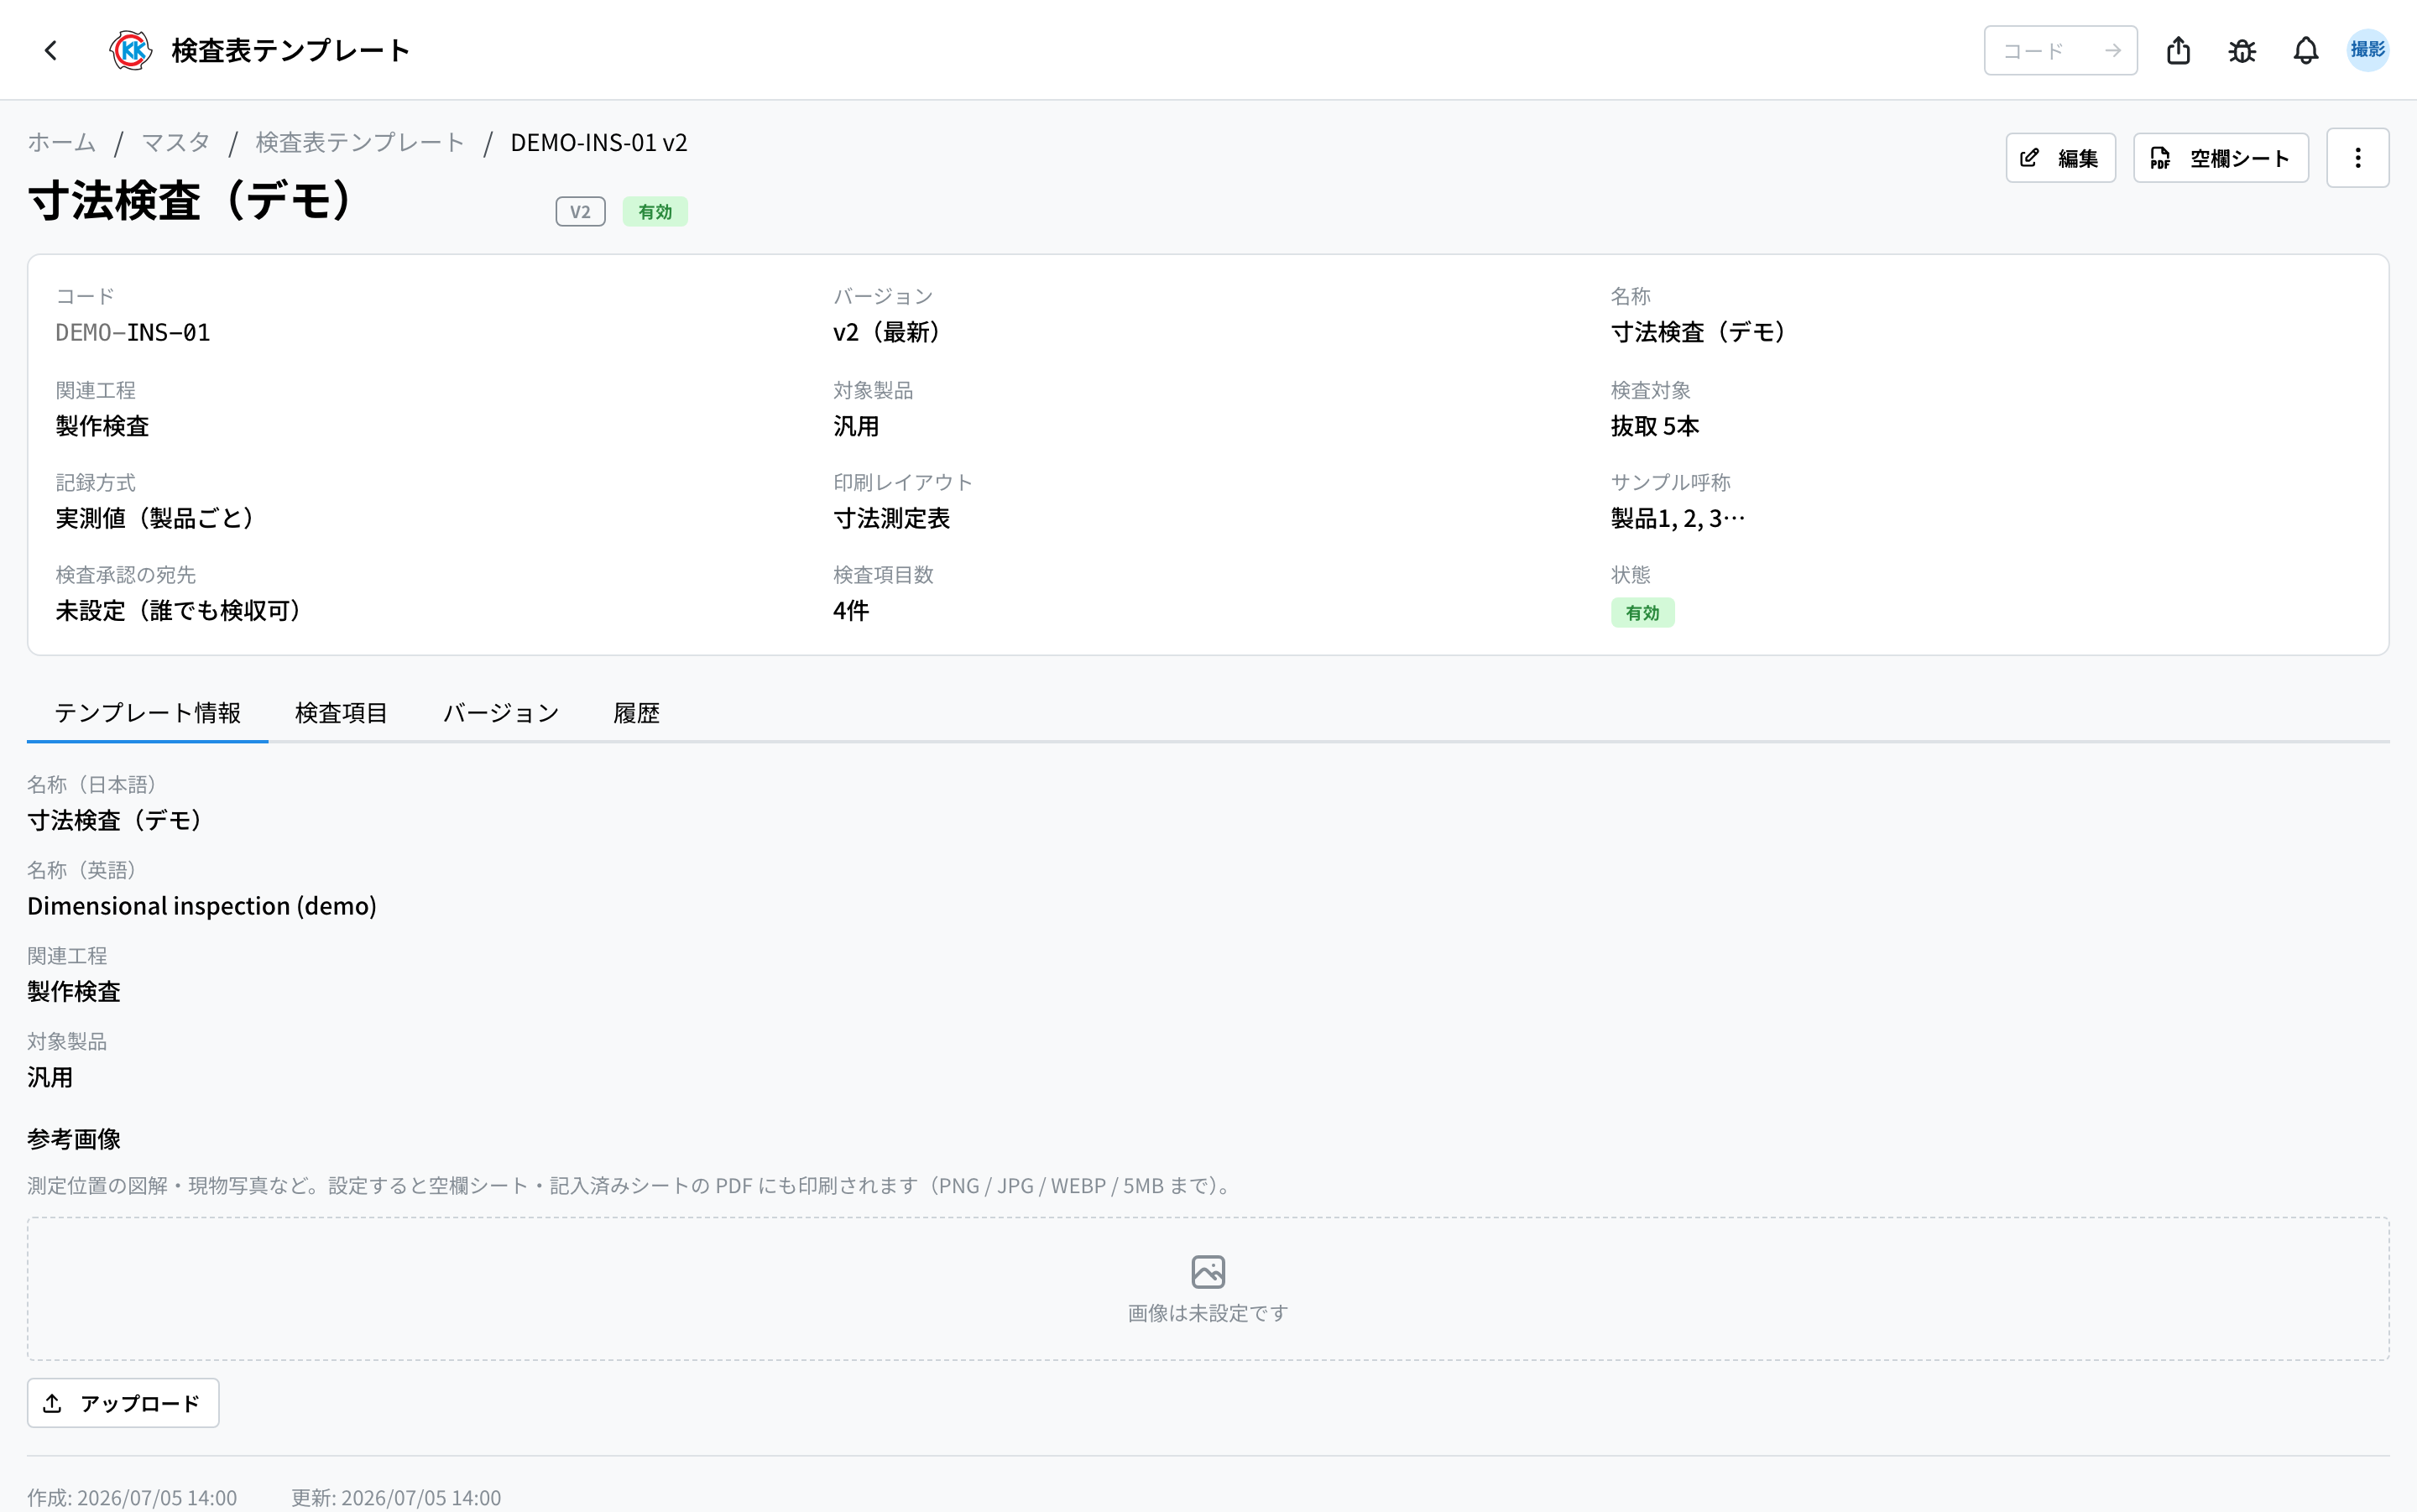 KK 検査表テンプレート コード 撮影
ホーム / マスタ / 検査表テンプレート / DEMO-INS-01 v2
編集 PDF 空欄シート
寸法検査（デモ） V2 有効
コード バージョン 名称
DEMO-INS-01 v2（最新） 寸法検査（デモ）
関連工程 対象製品 検査対象
製作検査 汎用 抜取 5本
記録方式 印刷レイアウト サンプル呼称
実測値（製品ごと） 寸法測定表 製品1, 2, 3…
検査承認の宛先 検査項目数 状態
未設定（誰でも検収可） 4件 有効
テンプレート情報 検査項目 バージョン 履歴
名称（日本語）
寸法検査（デモ）
名称（英語）
Dimensional inspection (demo)
関連工程
製作検査
対象製品
汎用
参考画像
測定位置の図解・現物写真など。設定すると空欄シート・記入済みシートの PDF にも印刷されます（PNG / JPG / WEBP / 5MB まで）。
画像は未設定です
アップロード
作成: 2026/07/05 14:00 更新: 2026/07/05 14:00